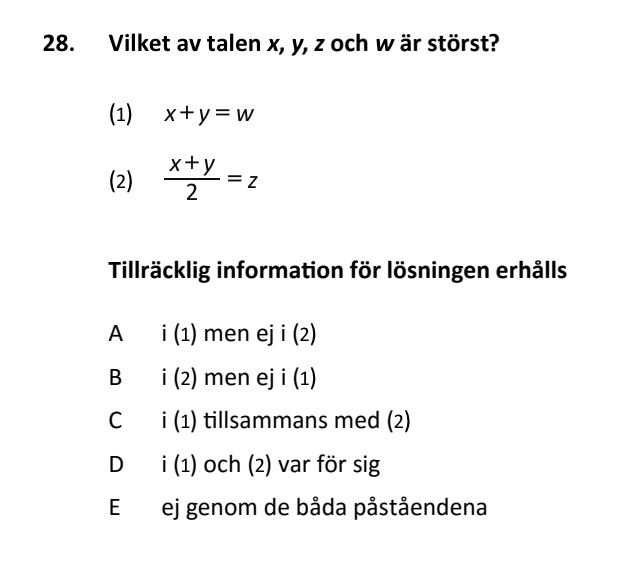 28. Vilket av talen x, y, z och w är störst?
(1) x + y = w
(2) \frac{x+y}{2} = z
Tillräcklig information för lösningen erhålls
A i (1) men ej i (2)
B i (2) men ej i (1)
C i (1) tillsammans med (2)
D i (1) och (2) var för sig
E ej genom de båda påståendena